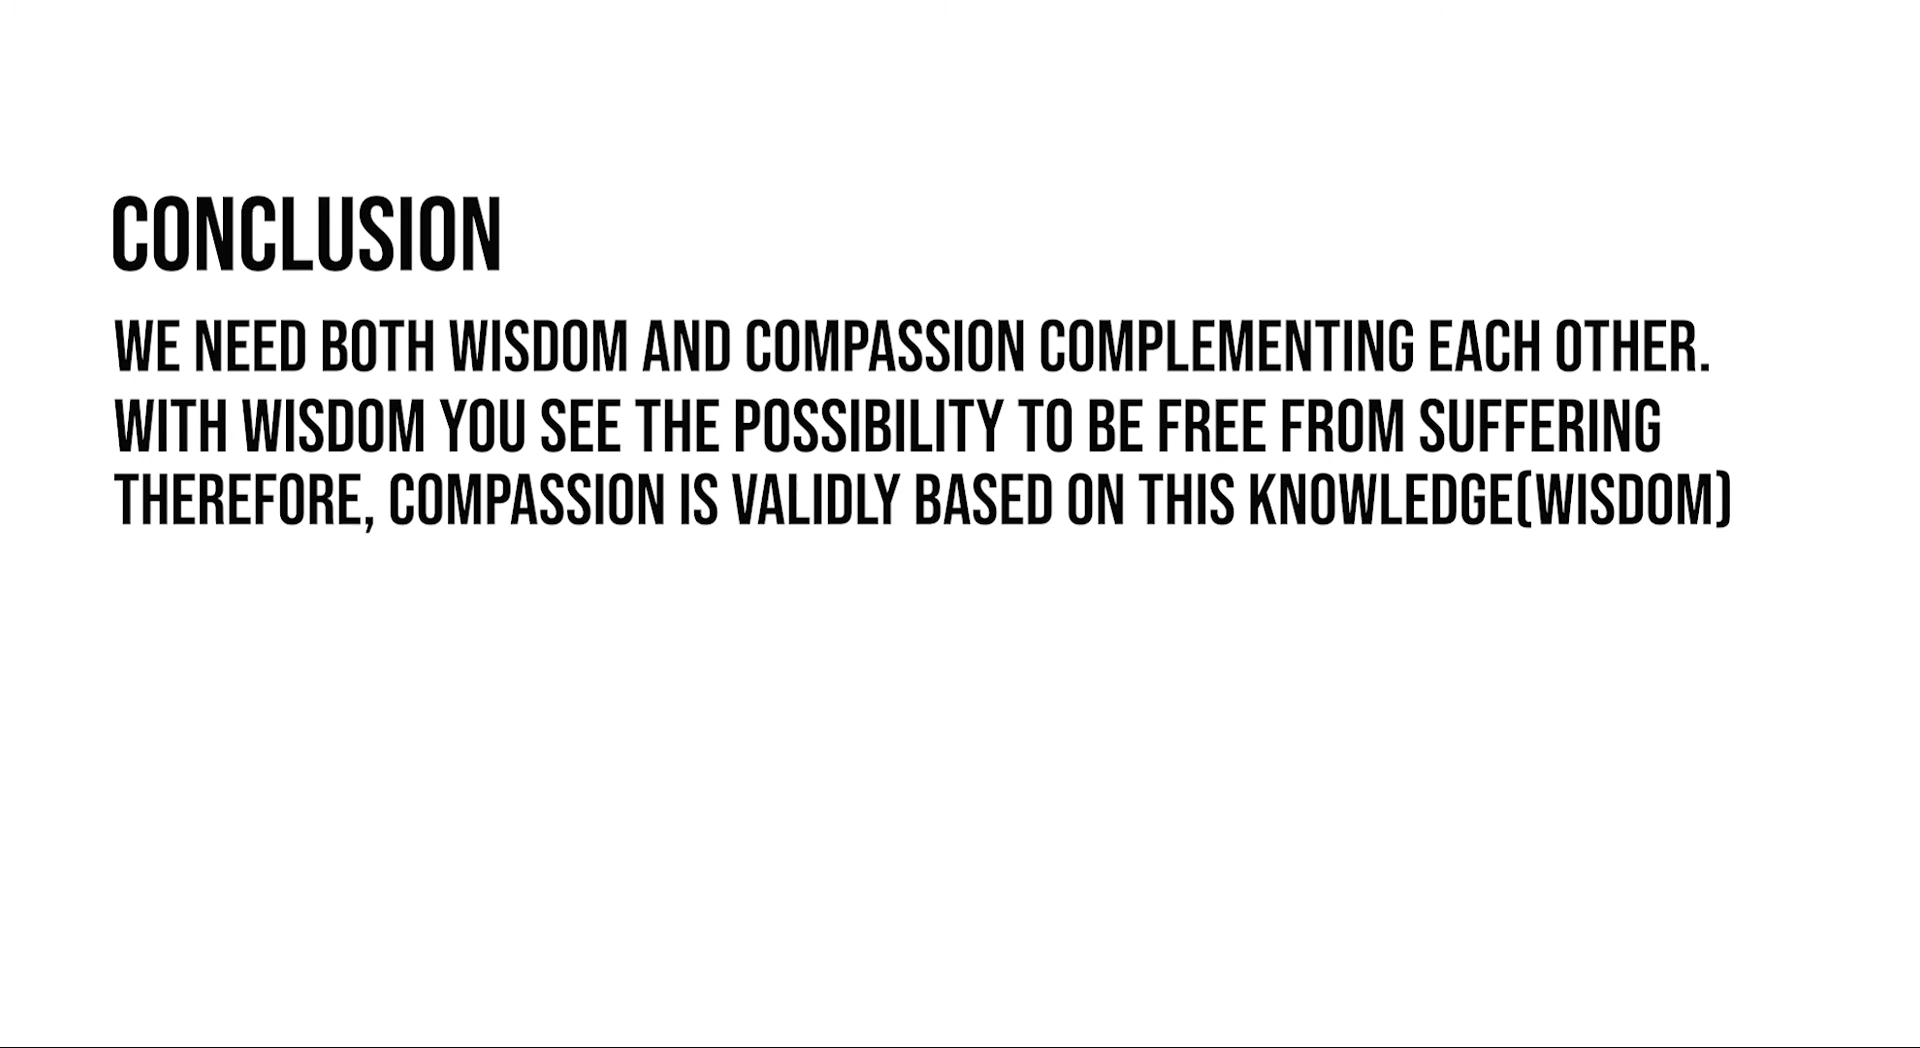 CONCLUSION
WE NEED BOTH WISDOM AND COMPASSION COMPLEMENTING EACH OTHER.
WITH WISDOM YOU SEE THE POSSIBILITY TO BE FREE FROM SUFFERING
THEREFORE, COMPASSION IS VALIDLY BASED ON THIS KNOWLEDGE(WISDOM)